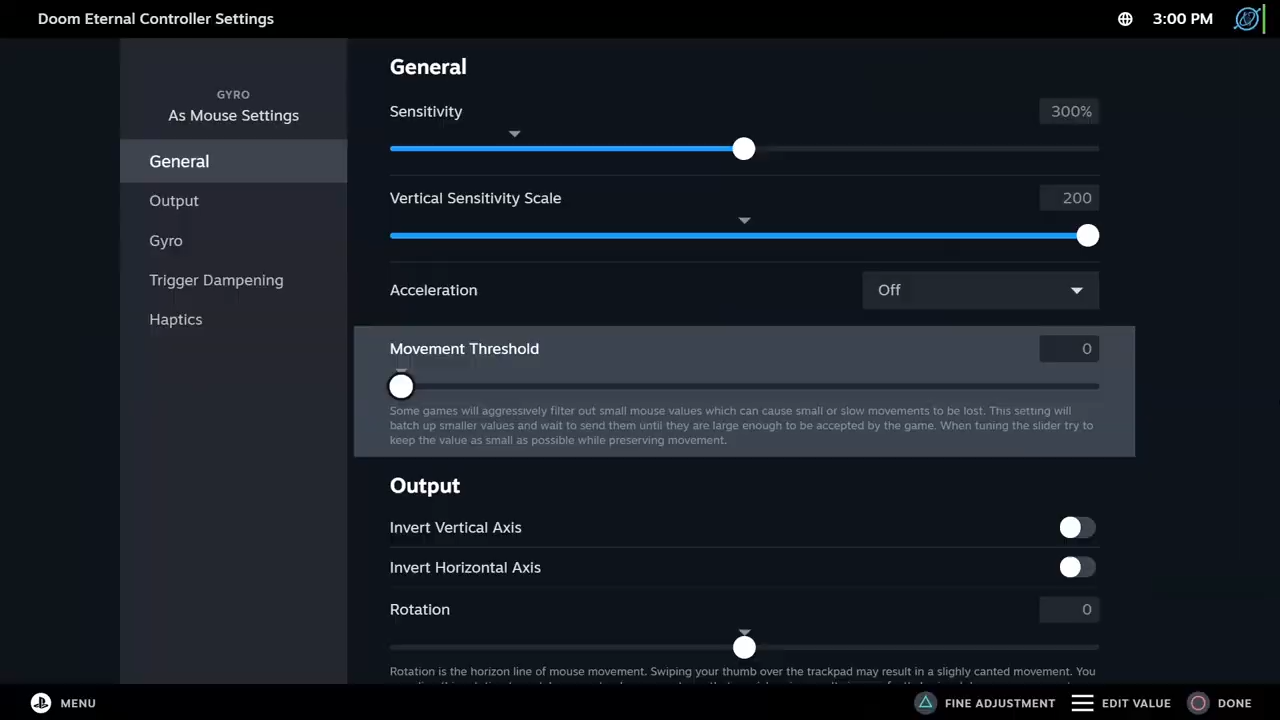 Doom Eternal Controller Settings
3:00 PM
GYRO
As Mouse Settings
General
Output
Gyro
Trigger Dampening
Haptics
General
Sensitivity
300%
Vertical Sensitivity Scale
200
Acceleration
Off
Movement Threshold
0
Some games will aggressively filter out small mouse values which can cause small or slow movements to be lost. This setting will
batch up smaller values and wait to send them until they are large enough to be accepted by the game. When tuning the slider try to
keep the value as small as possible while preserving movement.
Output
Invert Vertical Axis
Invert Horizontal Axis
Rotation
0
Rotation is the horizon line of mouse movement. Swiping your thumb over the trackpad may result in a slighly canted movement. You
MENU
FINE ADJUSTMENT
EDIT VALUE
DONE